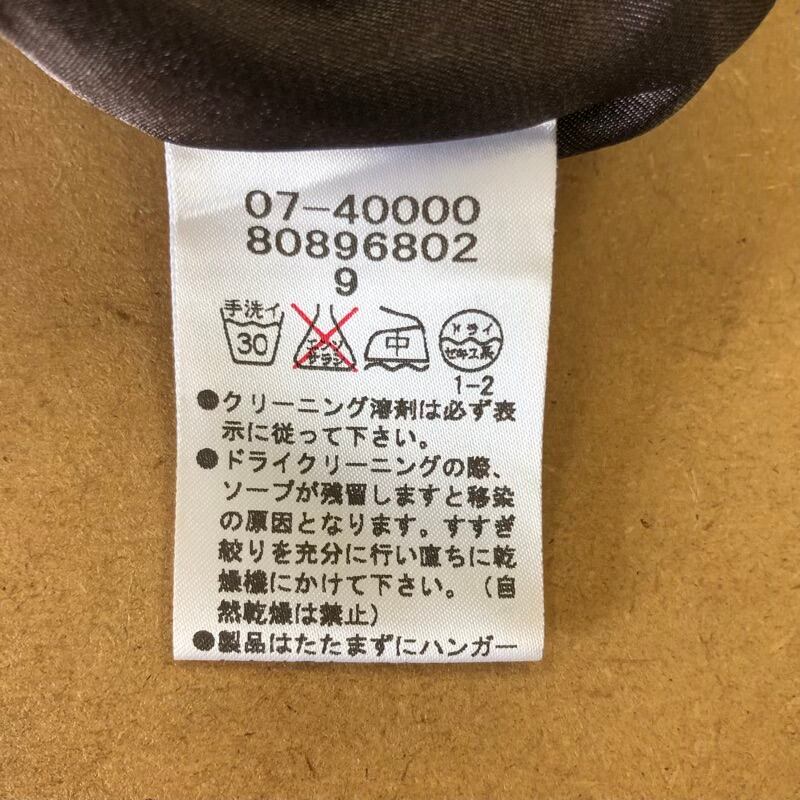 07-40000
80896802
9
手洗イ
30
エンソ
サラシ
中
ドライ
セキユ系
1-2
●クリーニング溶剤は必ず表
示に従って下さい。
●ドライクリーニングの際、
ソープが残留しますと移染
の原因となります。すすぎ
絞りを充分に行い直ちに乾
燥機にかけて下さい。（自
然乾燥は禁止）
●製品はたたまずにハンガー